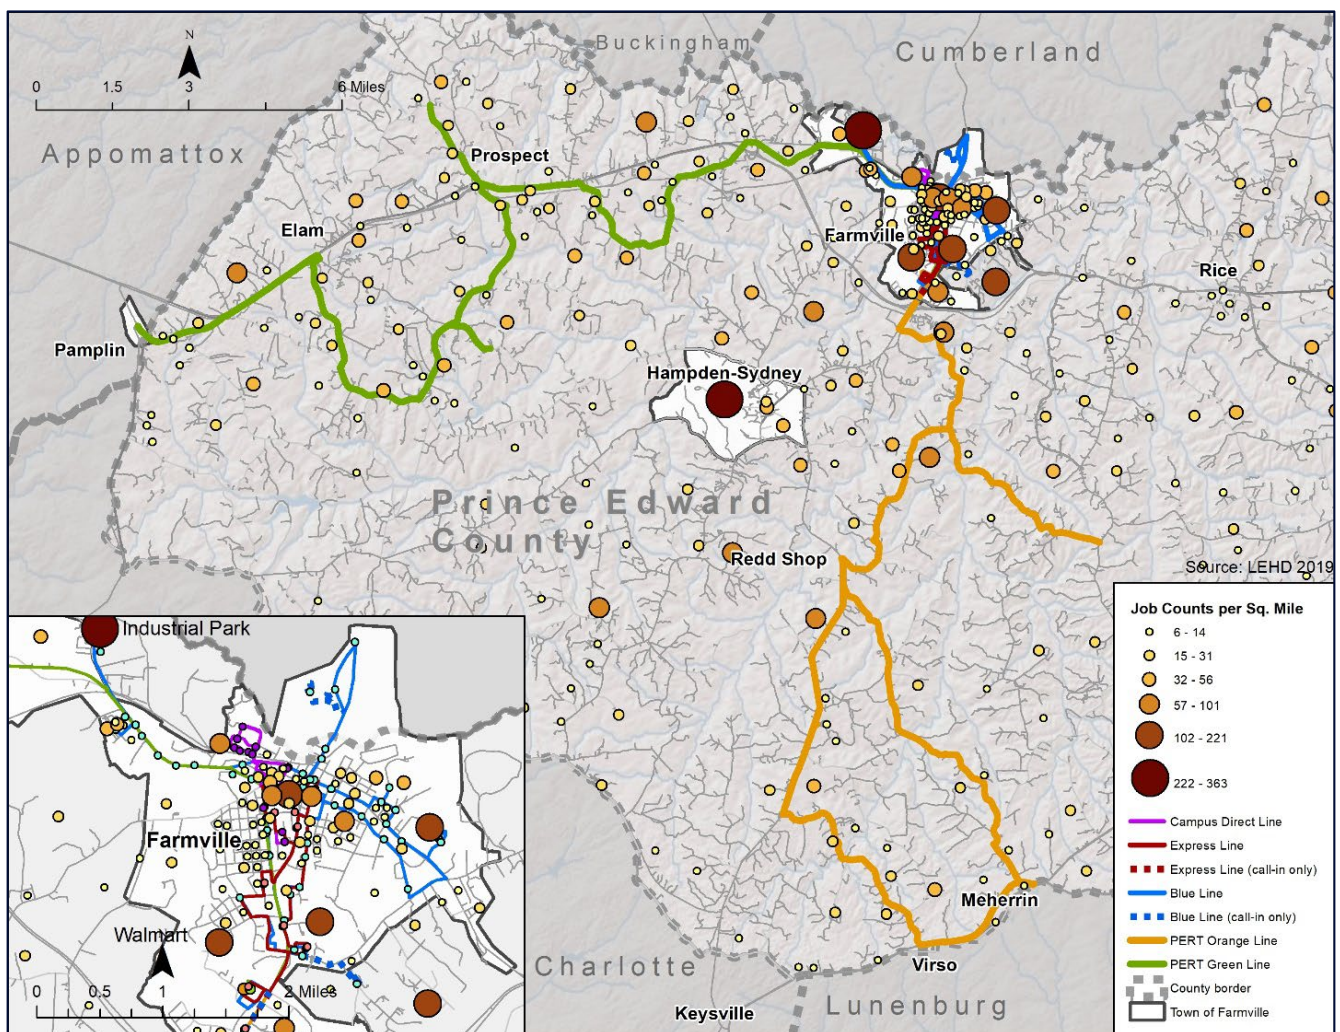 Buckingham
Cumberland
N
0 1.5 3 6 Miles
Appomattox
Prospect
Elam
Farmville
Rice
Pamplin
Hampden-Sydney
Prince Edward
County
Redd Shop
Source: LEHD 2019
Meherrin
Virso
Charlotte
Lunenburg
Keysville
Industrial Park
Farmville
Walmart
0 0.5 1 2 Miles
Job Counts per Sq. Mile
6 - 14
15 - 31
32 - 56
57 - 101
102 - 221
222 - 363
Campus Direct Line
Express Line
Express Line (call-in only)
Blue Line
Blue Line (call-in only)
PERT Orange Line
PERT Green Line
County border
Town of Farmville